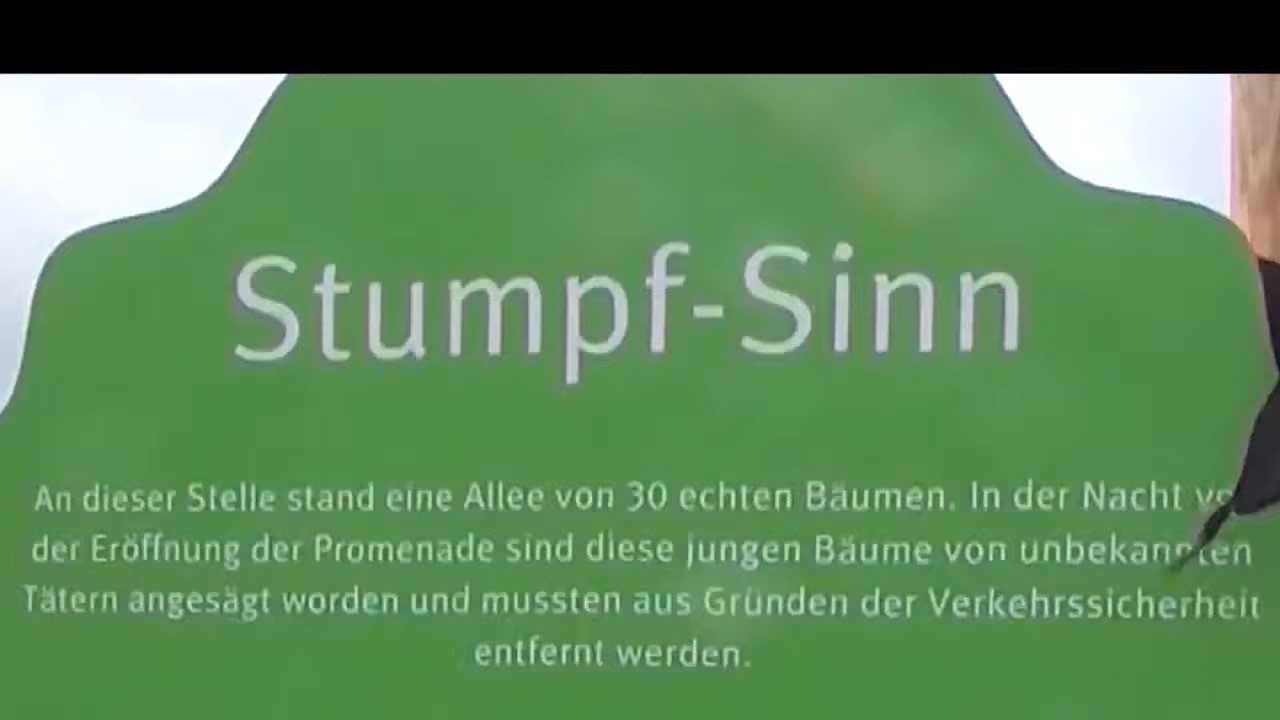 Stumpf-Sinn
An dieser Stelle stand eine Allee von 30 echten Bäumen. In der Nacht
der Eröffnung der Promenade sind diese jungen Bäume von unbekannten
Tätern angesägt worden und mussten aus Gründen der Verkehrssicherheit
entfernt werden.